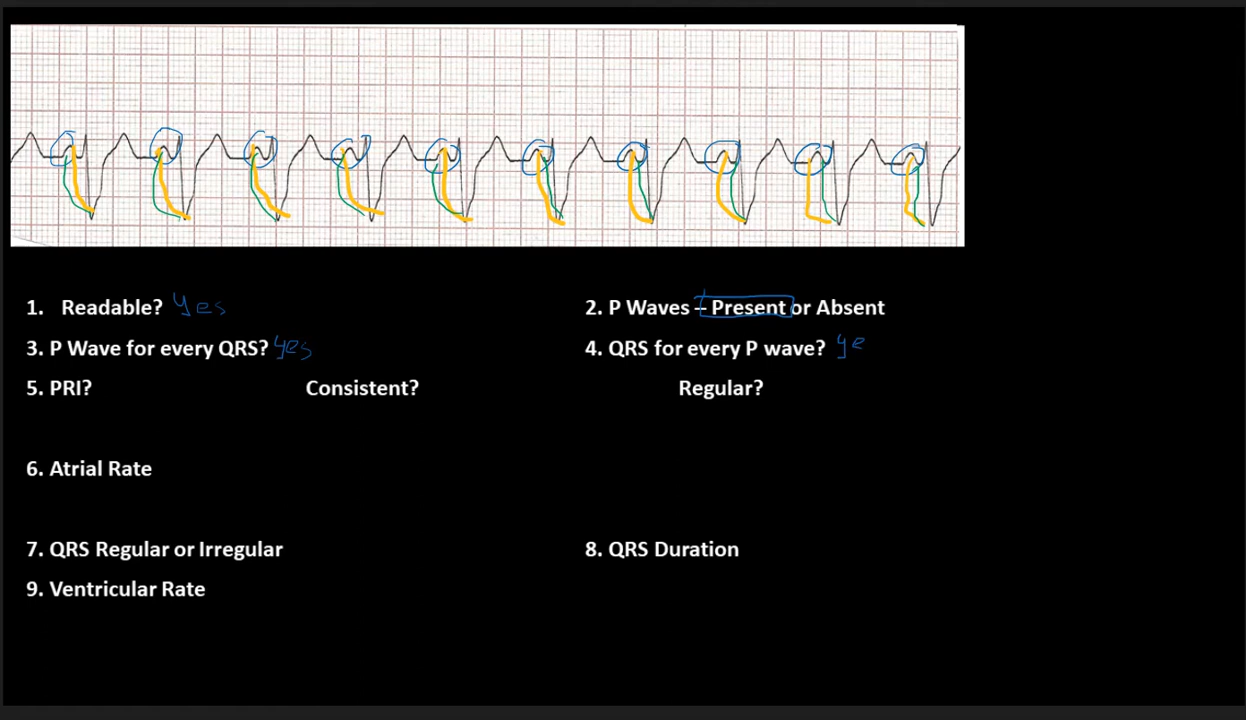 1. Readable? Yes
2. P Waves – Present or Absent
3. P Wave for every QRS? yes
4. QRS for every P wave? ye
5. PRI? Consistent? Regular?
6. Atrial Rate
7. QRS Regular or Irregular
8. QRS Duration
9. Ventricular Rate